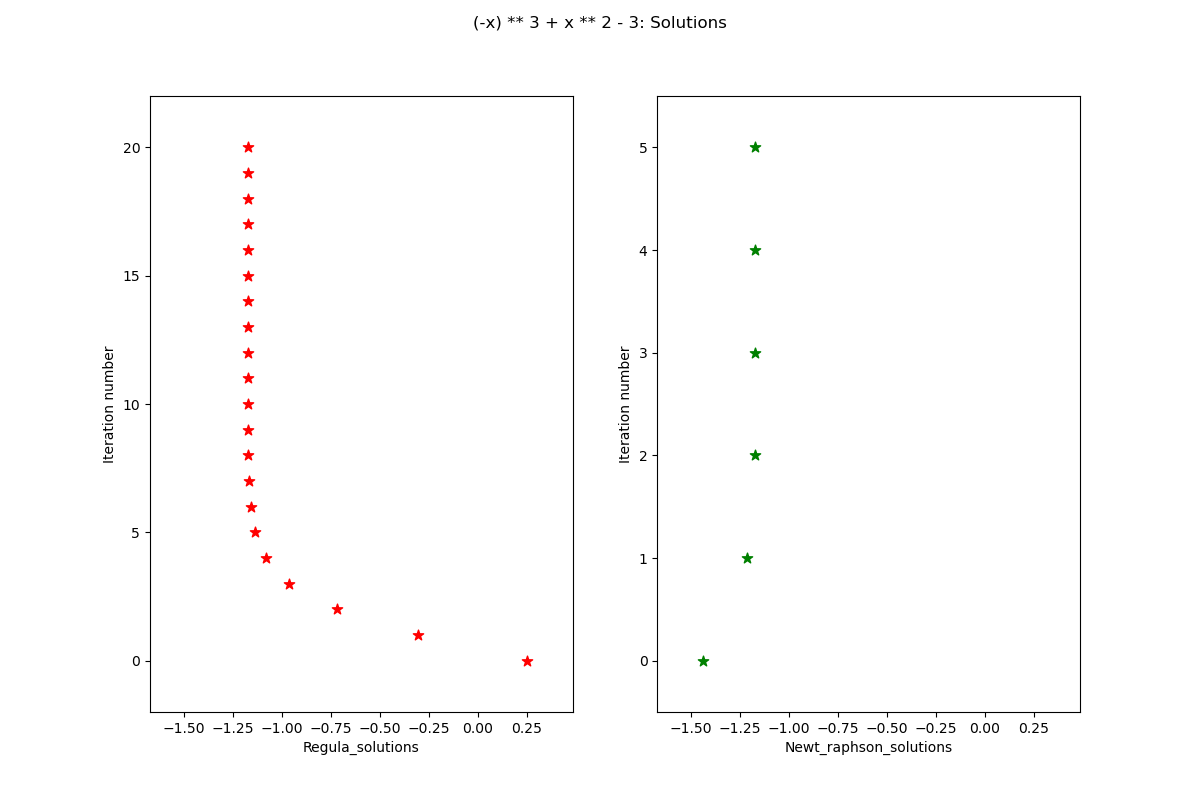 (-x) ** 3 + x ** 2 - 3: Solutions
20
15
10
5
0
Iteration number
−1.50 −1.25 −1.00 −0.75 −0.50 −0.25 0.00 0.25
Regula_solutions
5
4
3
2
1
0
Iteration number
−1.50 −1.25 −1.00 −0.75 −0.50 −0.25 0.00 0.25
Newt_raphson_solutions